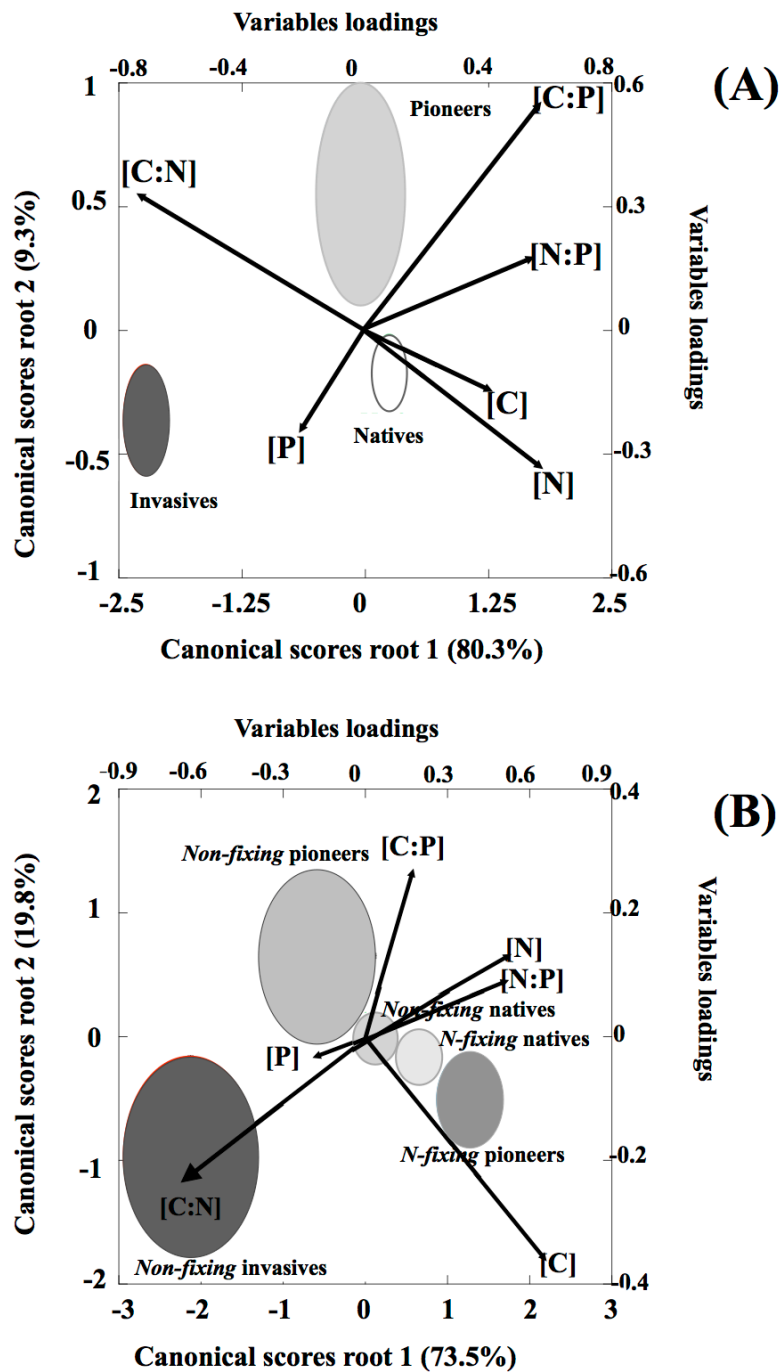 Variables loadings
-0.8 -0.4 0 0.4 0.8
(A)
1 0.6
[C:P]
Pioneers
[C:N]
0.5 0.3
[N:P]
Canonical scores root 2 (9.3%)
Variables loadings
0 0
[C]
[P] Natives
-0.5 -0.3
[N]
Invasives
-1 -0.6
-2.5 -1.25 0 1.25 2.5
Canonical scores root 1 (80.3%)
Variables loadings
-0.9 -0.6 -0.3 0 0.3 0.6 0.9
(B)
2 0.4
[C:P]
Non-fixing pioneers
1 0.2
[N]
[N:P]
Non-fixing natives
Canonical scores root 2 (19.8%)
Variables loadings
0 0
N-fixing natives
[P]
N-fixing pioneers
-1 -0.2
[C:N]
Non-fixing invasives
[C]
-2 -0.4
-3 -2 -1 0 1 2 3
Canonical scores root 1 (73.5%)